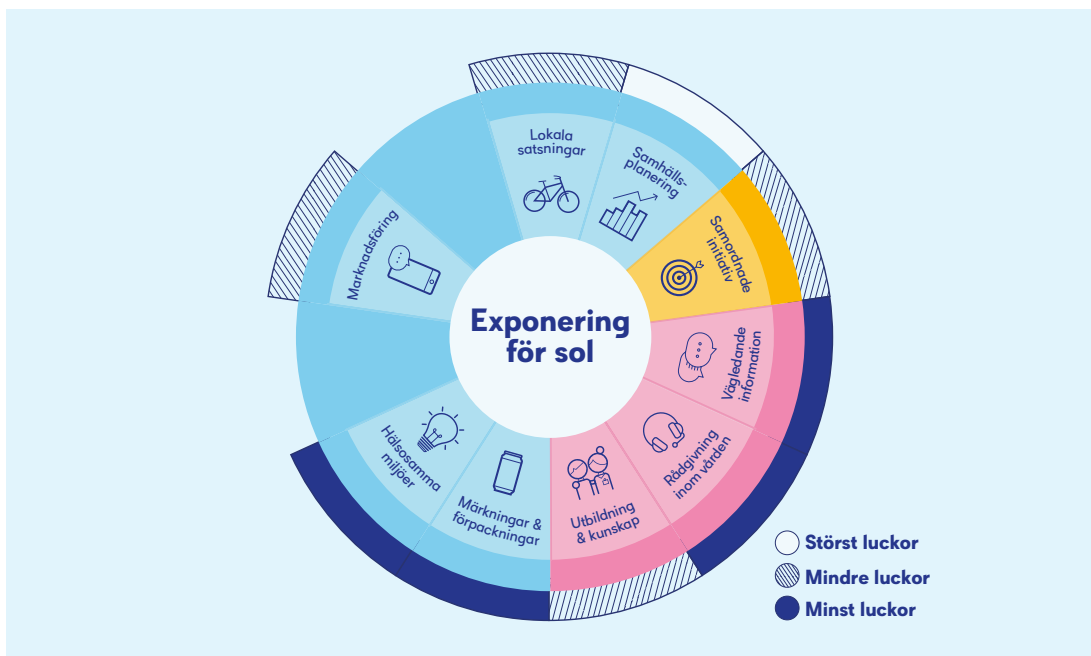 Lokala
satsningar
Samhälls-
planering
Samordnade
initiativ
Vägledande
information
Rådgivning
inom vården
Utbildning
& kunskap
Märkningar &
förpackningar
Hälsosamma
miljöer
Marknadsföring
Exponering
för sol
Störst luckor
Mindre luckor
Minst luckor